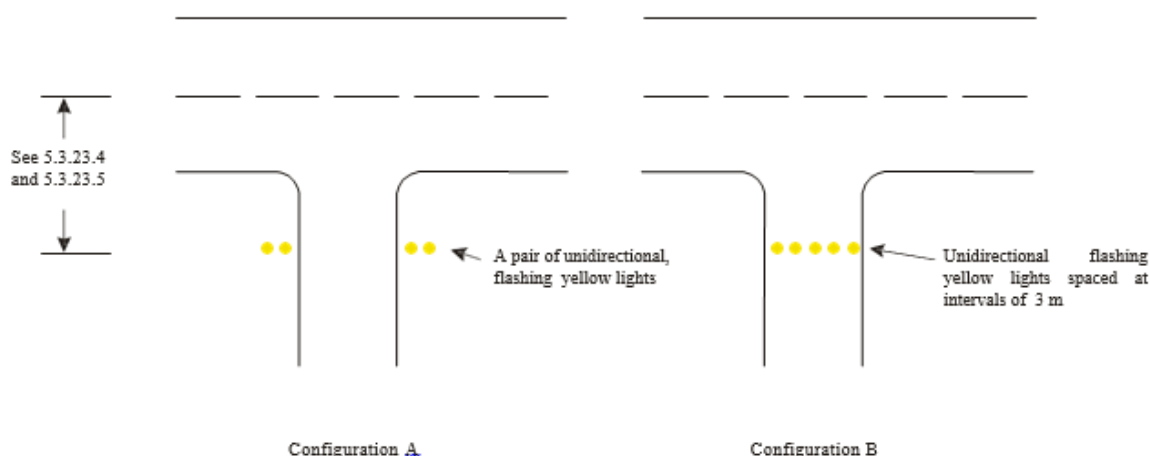 See 5.3.23.4
and 5.3.23.5
A pair of unidirectional,
flashing yellow lights
Unidirectional flashing
yellow lights spaced at
intervals of 3 m
Configuration A
Configuration B